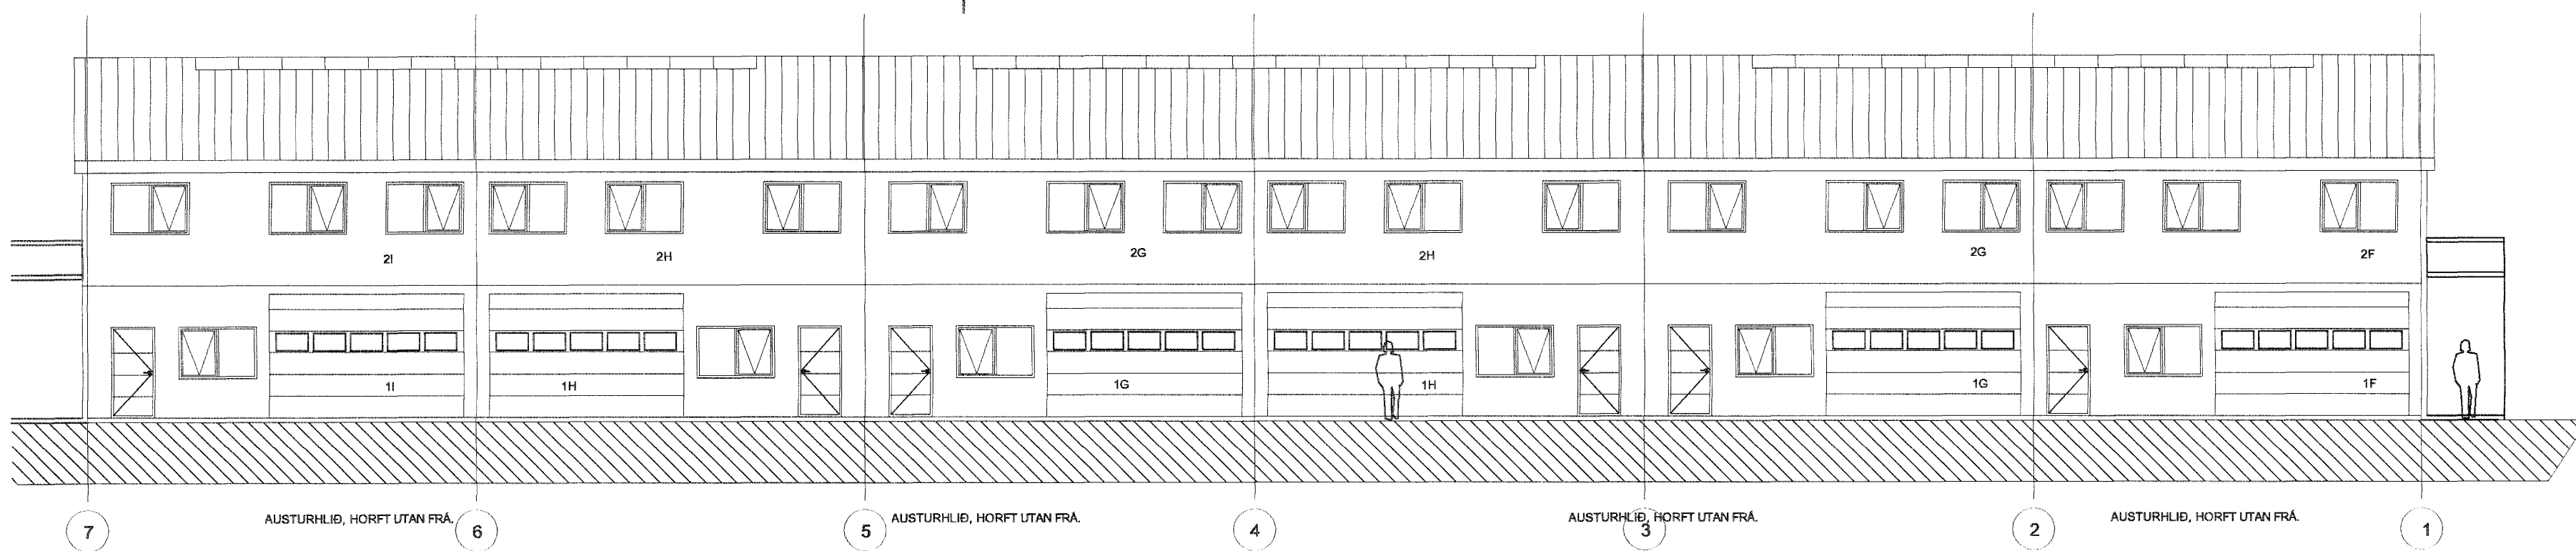 2I
2H
2G
2H
2G
2F
1I
1H
1G
1H
1G
1F
AUSTURHLIÐ, HORFT UTAN FRÁ.
AUSTURHLIÐ, HORFT UTAN FRÁ.
AUSTURHLIÐ, HORFT UTAN FRÁ.
AUSTURHLIÐ, HORFT UTAN FRÁ.
7
6
5
4
3
2
1